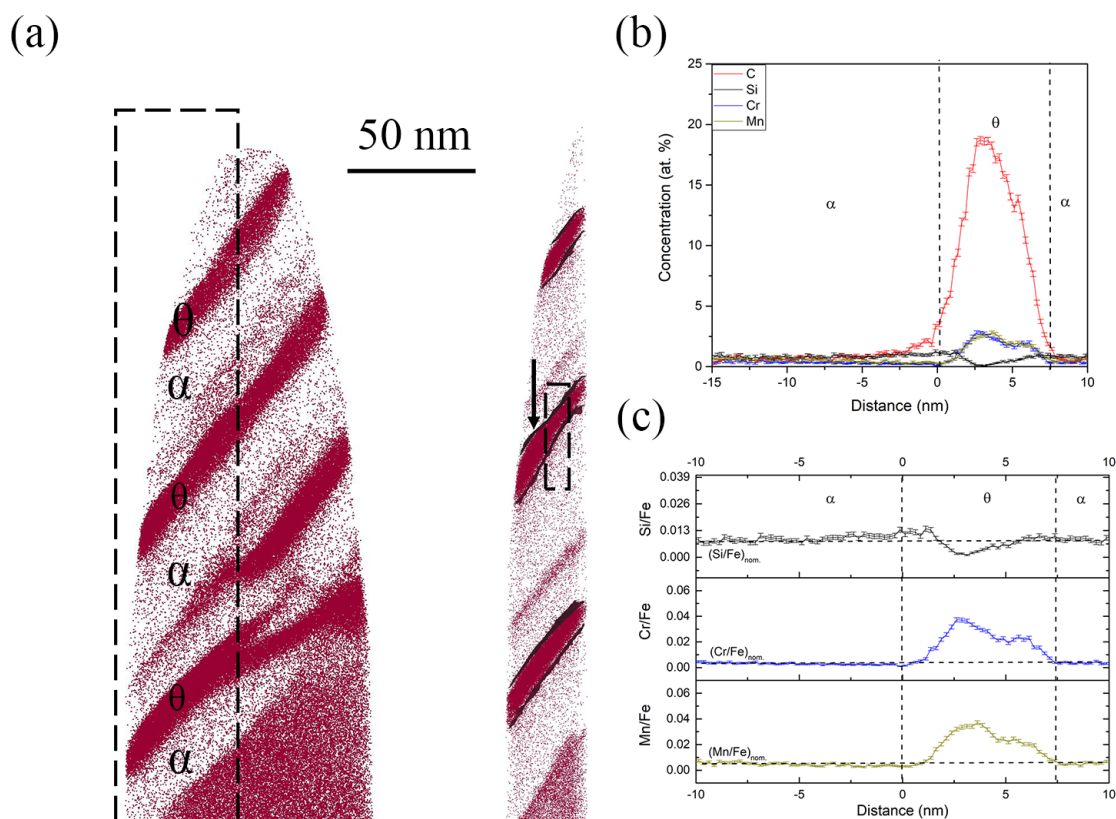 (a)
50 nm
θ
α
θ
α
θ
α
(b)
C
Si
Cr
Mn
θ
α
α
Concentration (at. %)
25
20
15
10
5
0
-15 -10 -5 0 5 10
Distance (nm)
(c)
-10 -5 0 5 10
α θ α
Si/Fe
0.039
0.026
0.013
0.000
(Si/Fe)nom.
Cr/Fe
0.06
0.04
0.02
0.00
(Cr/Fe)nom.
Mn/Fe
0.06
0.04
0.02
0.00
(Mn/Fe)nom.
-10 -5 0 5 10
Distance (nm)